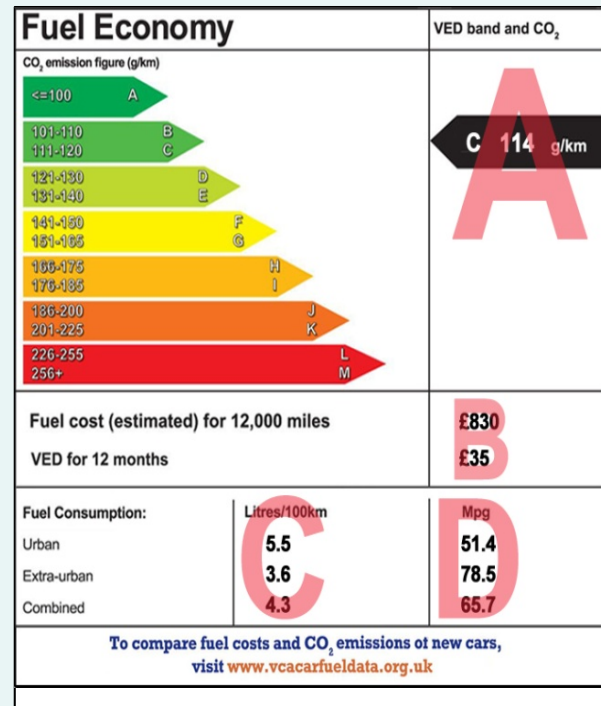 Fuel Economy
VED band and CO₂
CO₂ emission figure (g/km)
<=100 A
101-110 B
111-120 C
121-130 D
131-140 E
141-150 F
151-165 G
166-175 H
176-185 I
186-200 J
201-225 K
226-255 L
256+ M
C 114 g/km
A
Fuel cost (estimated) for 12,000 miles £830
VED for 12 months £35
B
Fuel Consumption: Litres/100km Mpg
Urban 5.5 51.4
Extra-urban 3.6 78.5
Combined 4.3 65.7
C D
To compare fuel costs and CO₂ emissions of new cars,
visit www.vcacarfueldata.org.uk